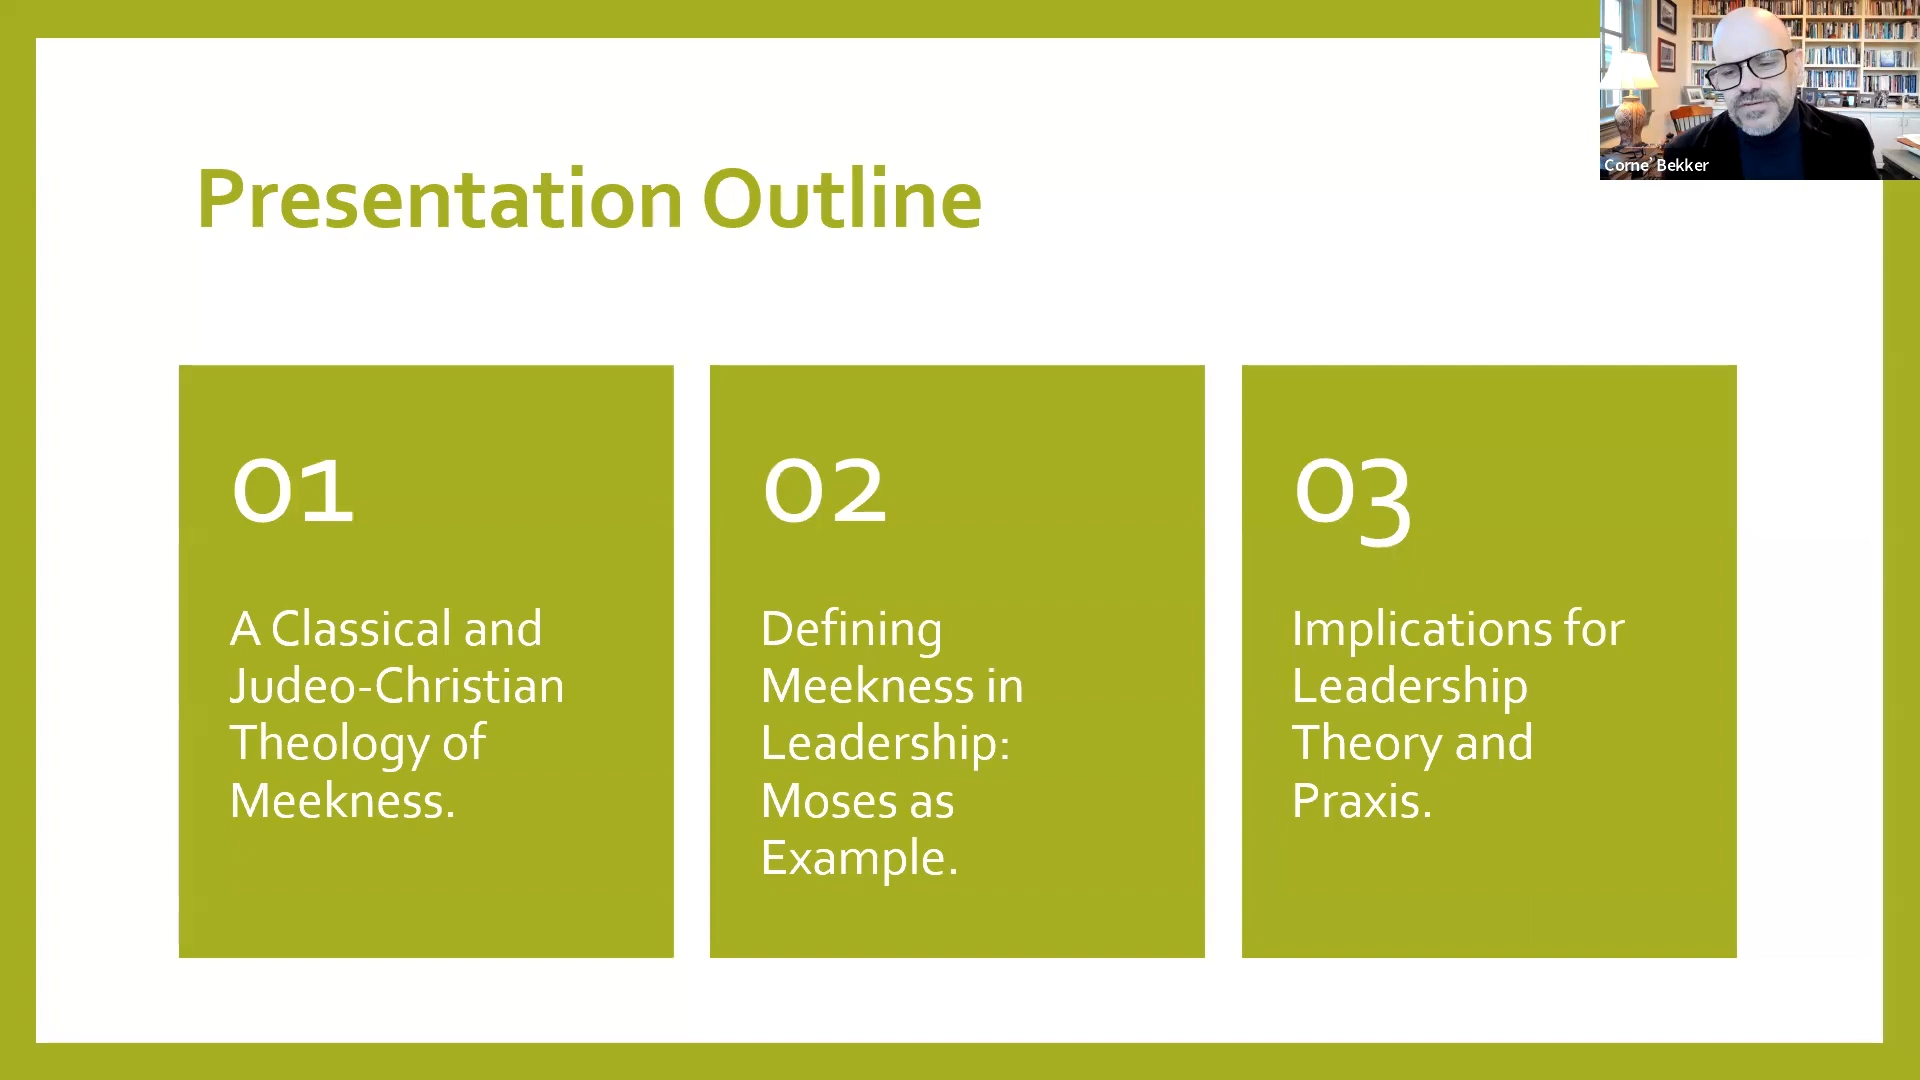 Presentation Outline
Corne' Bekker
01
A Classical and
Judeo-Christian
Theology of
Meekness.
02
Defining
Meekness in
Leadership:
Moses as
Example.
03
Implications for
Leadership
Theory and
Praxis.